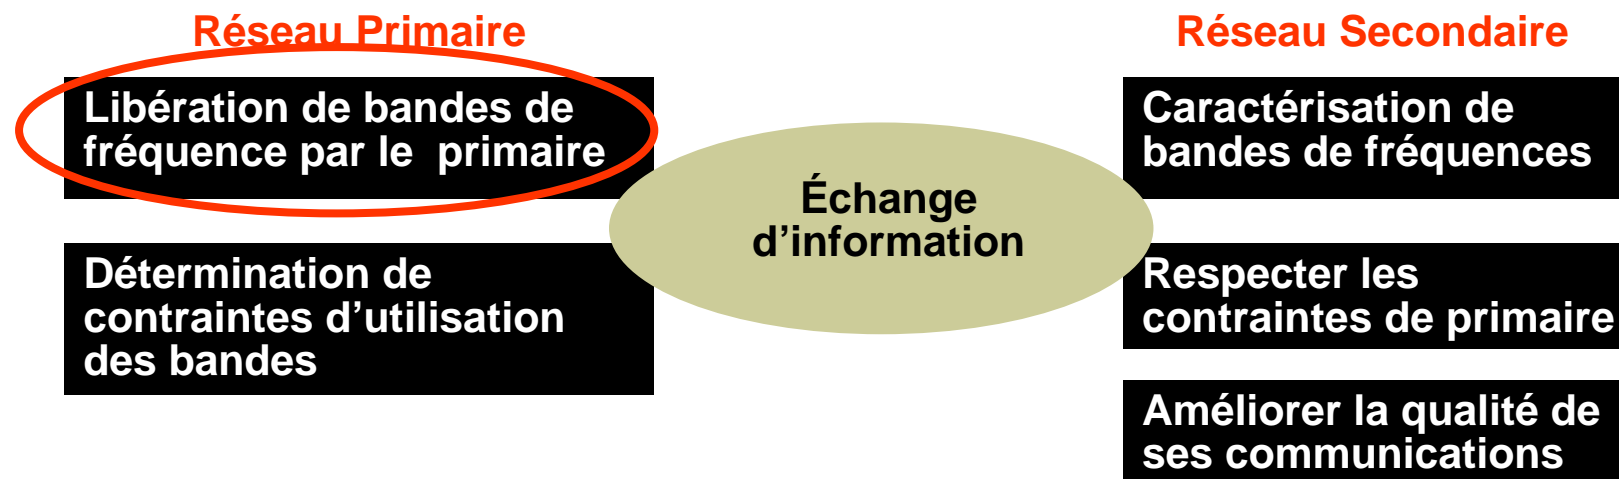 Réseau Primaire
Libération de bandes de
fréquence par le primaire
Détermination de
contraintes d’utilisation
des bandes
Échange
d’information
Réseau Secondaire
Caractérisation de
bandes de fréquences
Respecter les
contraintes de primaire
Améliorer la qualité de
ses communications